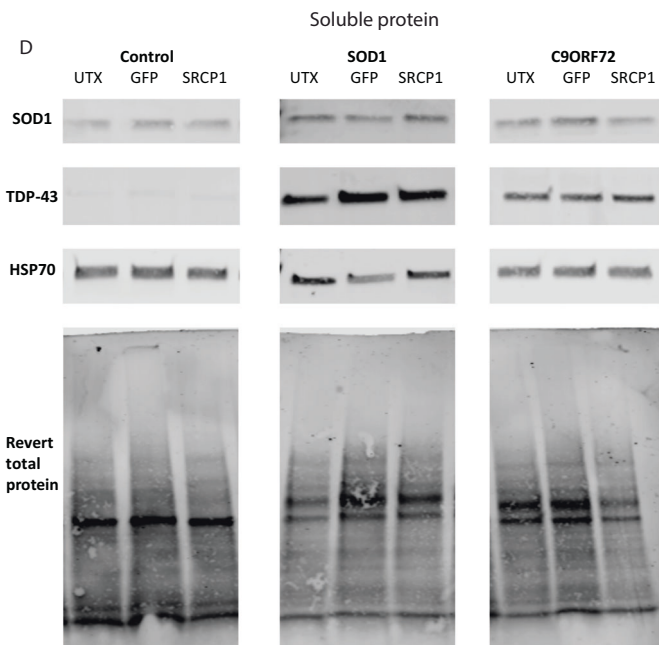 Soluble protein
D
Control SOD1 C9ORF72
UTX GFP SRCP1 UTX GFP SRCP1 UTX GFP SRCP1
SOD1
TDP-43
HSP70
Revert
total
protein